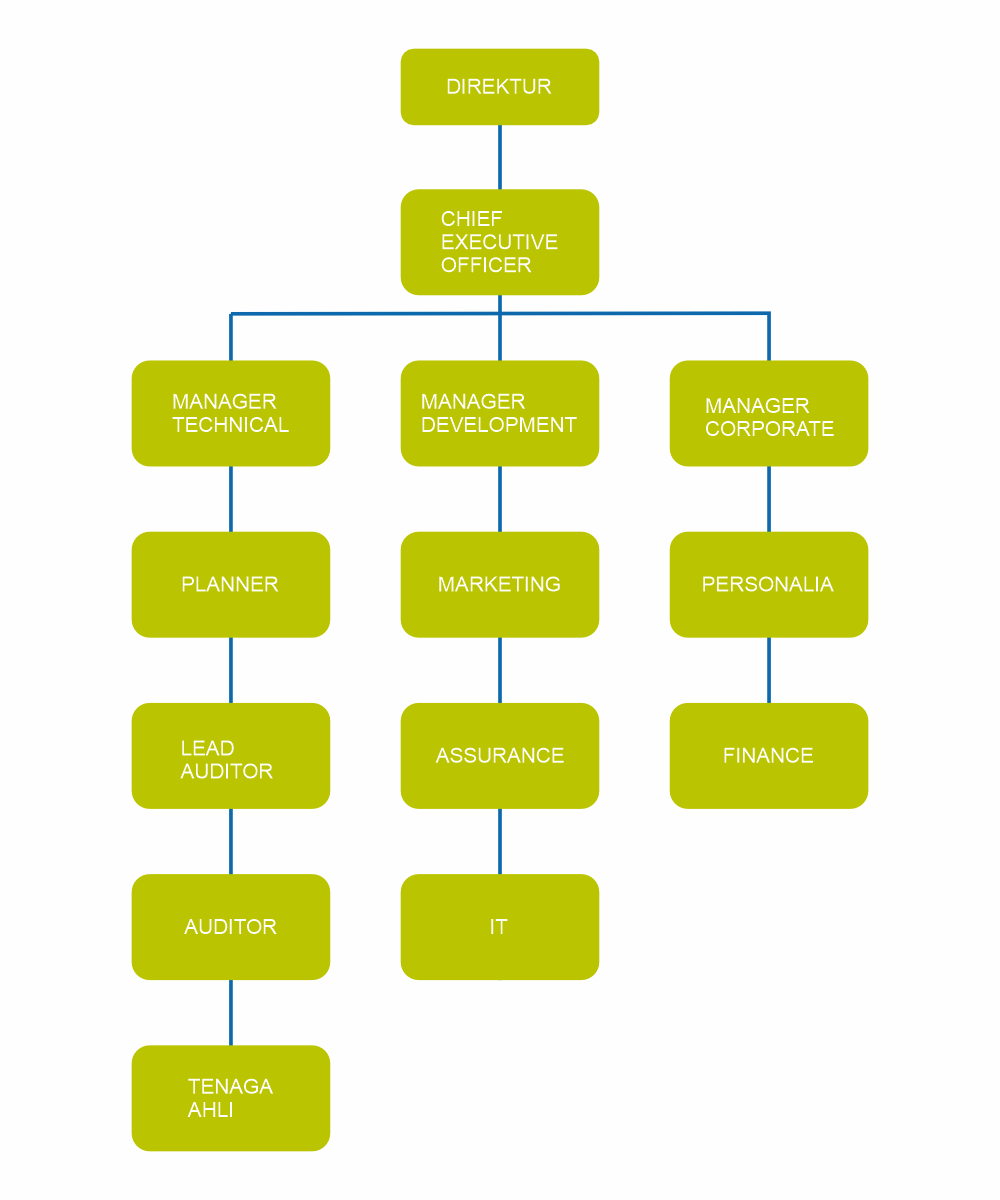 DIREKTUR
CHIEF
EXECUTIVE
OFFICER
MANAGER
TECHNICAL
MANAGER
DEVELOPMENT
MANAGER
CORPORATE
PLANNER
MARKETING
PERSONALIA
LEAD
AUDITOR
ASSURANCE
FINANCE
AUDITOR
IT
TENAGA
AHLI